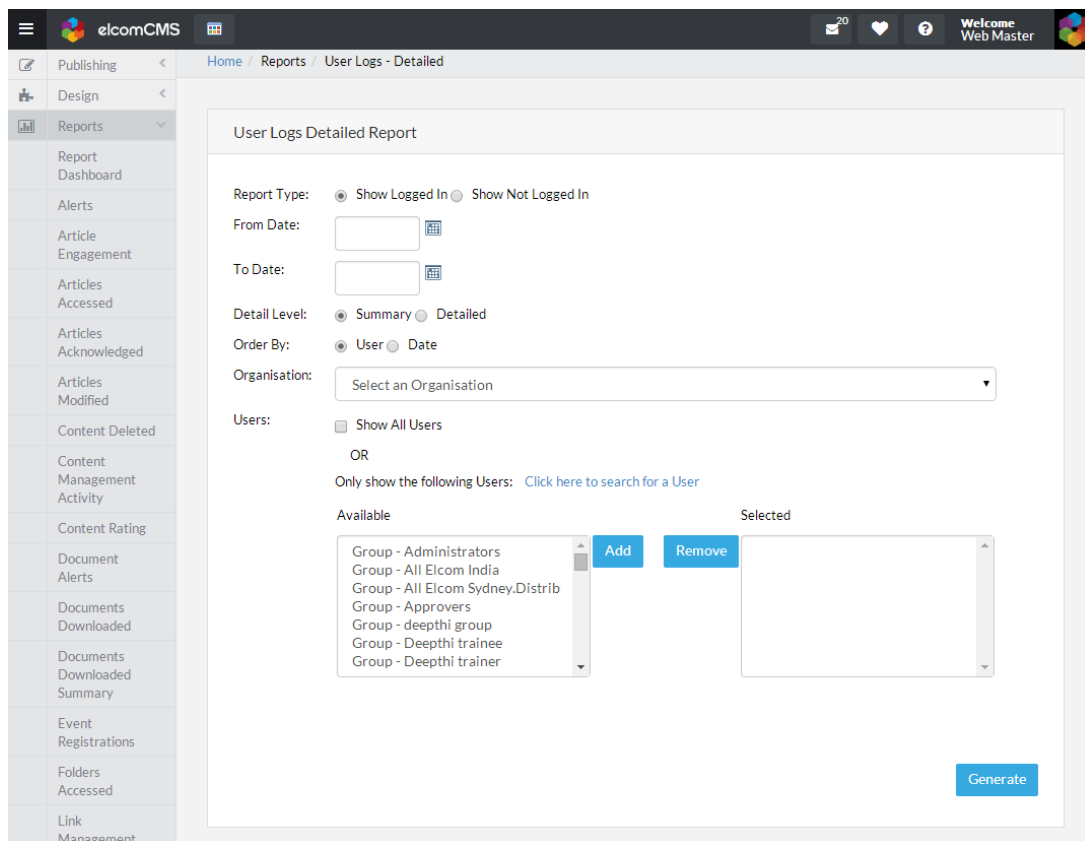 elcomCMS
20
Welcome
Web Master
Publishing
Design
Reports
Report
Dashboard
Alerts
Article
Engagement
Articles
Accessed
Articles
Acknowledged
Articles
Modified
Content Deleted
Content
Management
Activity
Content Rating
Document
Alerts
Documents
Downloaded
Documents
Downloaded
Summary
Event
Registrations
Folders
Accessed
Link
Management
Home / Reports / User Logs - Detailed
User Logs Detailed Report
Report Type: Show Logged In Show Not Logged In
From Date:
To Date:
Detail Level: Summary Detailed
Order By: User Date
Organisation: Select an Organisation
Users: Show All Users
OR
Only show the following Users: Click here to search for a User
Available
Group - Administrators
Group - All Elcom India
Group - All Elcom Sydney.Distrib
Group - Approvers
Group - deepthi group
Group - Deepthi trainee
Group - Deepthi trainer
Add
Remove
Selected
Generate